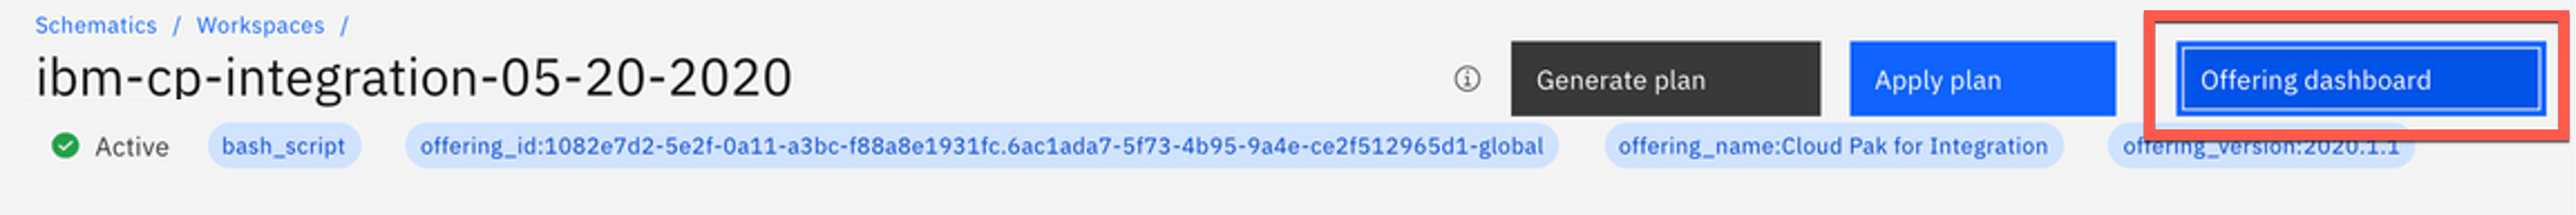 Schematics / Workspaces /
ibm-cp-integration-05-20-2020
Generate plan
Apply plan
Offering dashboard
Active
bash_script
offering_id:1082e7d2-5e2f-0a11-a3bc-f88a8e1931fc.6ac1ada7-5f73-4b95-9a4e-ce2f512965d1-global
offering_name:Cloud Pak for Integration
offering_version:2020.1.1